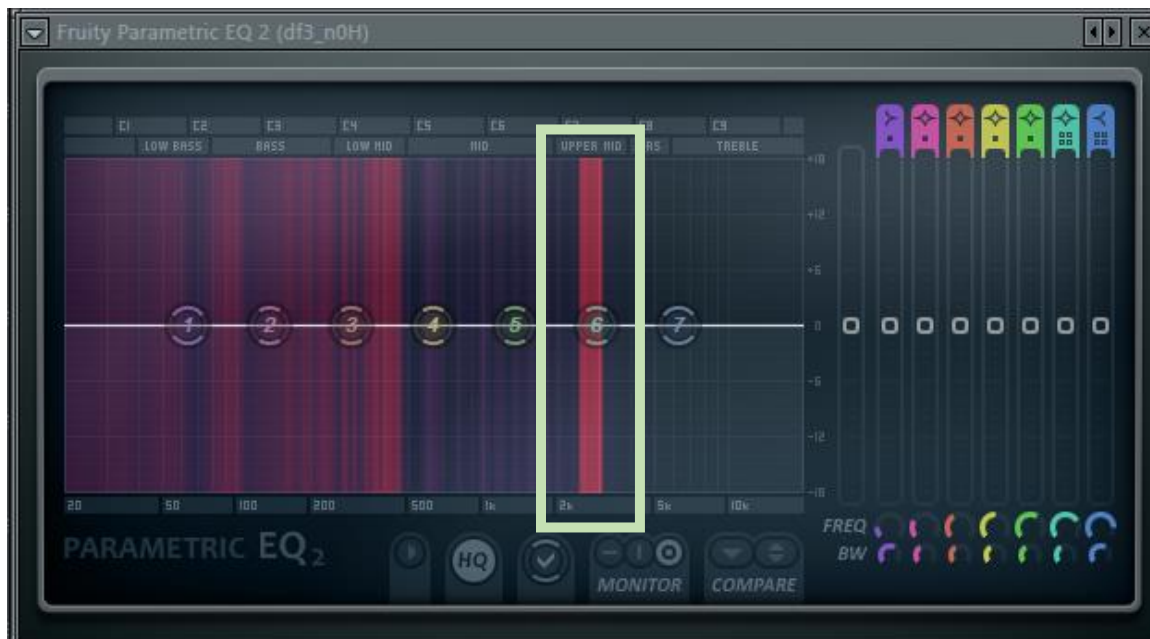 Fruity Parametric EQ 2 (df3_n0H)
C1 C2 C3 C4 C5 C6 C7 C8 C9
LOW BASS BASS LOW MID MID UPPER MID RS TREBLE
+18
+12
+6
1 2 3 4 5 6 7 0
-6
-12
-18
20 50 100 200 500 1k 2k 5k 10k
FREQ
PARAMETRIC EQ2 HQ BW
MONITOR COMPARE